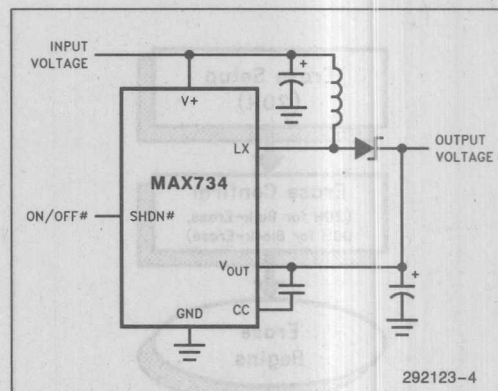 INPUT
VOLTAGE
V+
LX
OUTPUT
VOLTAGE
MAX734
ON/OFF#
SHDN#
VOUT
CC
GND
292123-4